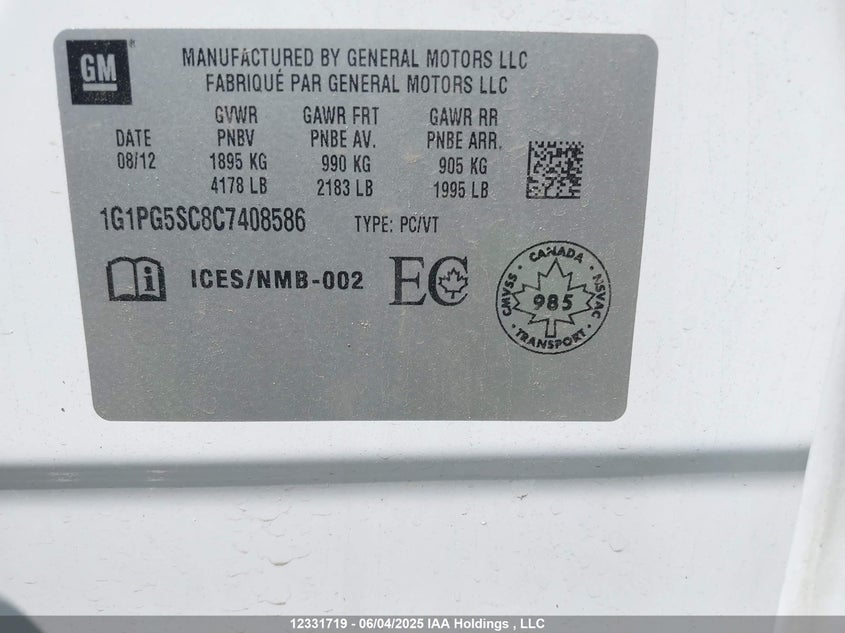 GM
®
MANUFACTURED BY GENERAL MOTORS LLC
FABRIQUÉ PAR GENERAL MOTORS LLC
GVWR GAWR FRT GAWR RR
DATE PNBV PNBE AV. PNBE ARR.
08/12 1895 KG 990 KG 905 KG
4178 LB 2183 LB 1995 LB
1G1PG5SC8C7408586 TYPE: PC/VT
i ICES/NMB-002 EC
CANADA
CMVSS 985 NSVAC
TRANSPORT
12331719 - 06/04/2025 IAA Holdings , LLC